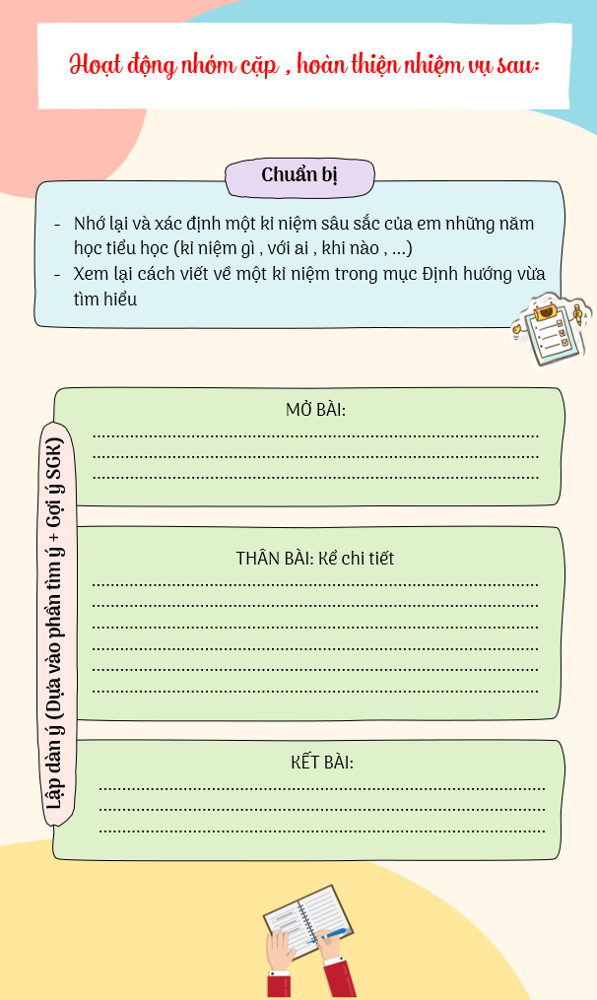 Hoạt động nhóm cặp , hoàn thiện nhiệm vụ sau:
Chuẩn bị
- Nhớ lại và xác định một kỉ niệm sâu sắc của em những năm
học tiểu học (kỉ niệm gì , với ai , khi nào , ...)
- Xem lại cách viết về một kỉ niệm trong mục Định hướng vừa
tìm hiểu
Lập dàn ý (Dựa vào phần tìm ý + Gợi ý SGK)
MỞ BÀI:
THÂN BÀI: Kể chi tiết
KẾT BÀI: